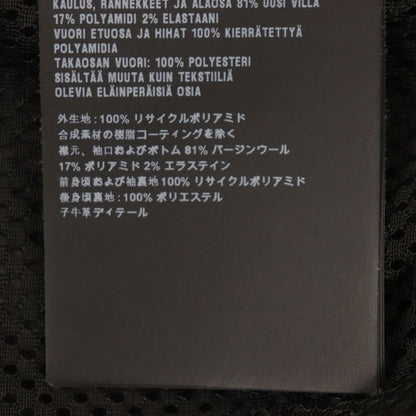 KAULUS, RANNEKKEET JA ALAOSA 81% UUSI VILLA
17% POLYAMIDI 2% ELASTAANI
VUORI ETUOSA JA HIHAT 100% KIERRÄTETTYÄ
POLYAMIDIA
TAKAOSAN VUORI: 100% POLYESTERI
SISÄLTÄÄ MUUTA KUIN TEKSTIILIÄ
OLEVIA ELÄINPERÄISIÄ OSIA
外生地: 100% リサイクルポリアミド
合成素材の樹脂コーティングを除く
襟元、袖口およびボトム 81% バージンウール
17% ポリアミド 2% エラステイン
前身頃および袖裏地 100% リサイクルポリアミド
後身頃裏地: 100% ポリエステル
子牛革ディテール